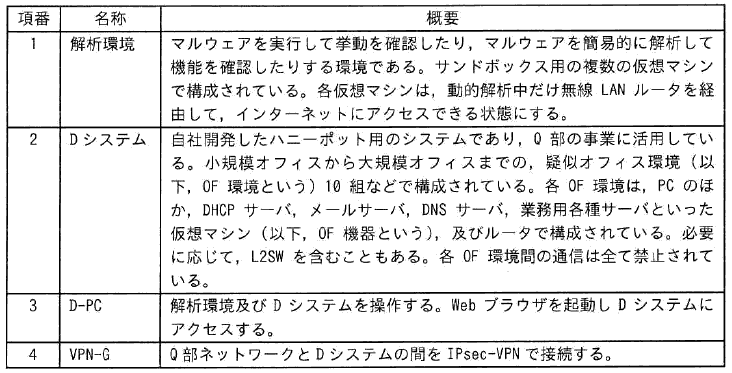 項番 名称 概要
1 解析環境 マルウェアを実行して挙動を確認したり，マルウェアを簡易的に解析して
機能を確認したりする環境である。サンドボックス用の複数の仮想マシン
で構成されている。各仮想マシンは，動的解析中だけ無線 LAN ルータを経
由して，インターネットにアクセスできる状態にする。
2 D システム 自社開発したハニーポット用のシステムであり，Q 部の事業に活用してい
る。小規模オフィスから大規模オフィスまでの，疑似オフィス環境（以
下，OF 環境という）10 組などで構成されている。各 OF 環境は，PC のほ
か，DHCP サーバ，メールサーバ，DNS サーバ，業務用各種サーバといった
仮想マシン（以下，OF 機器という），及びルータで構成されている。必要
に応じて，L2SW を含むこともある。各 OF 環境間の通信は全て禁止されて
いる。
3 D-PC 解析環境及び D システムを操作する。Web ブラウザを起動し D システムに
アクセスする。
4 VPN-G Q 部ネットワークと D システムの間を IPsec-VPN で接続する。